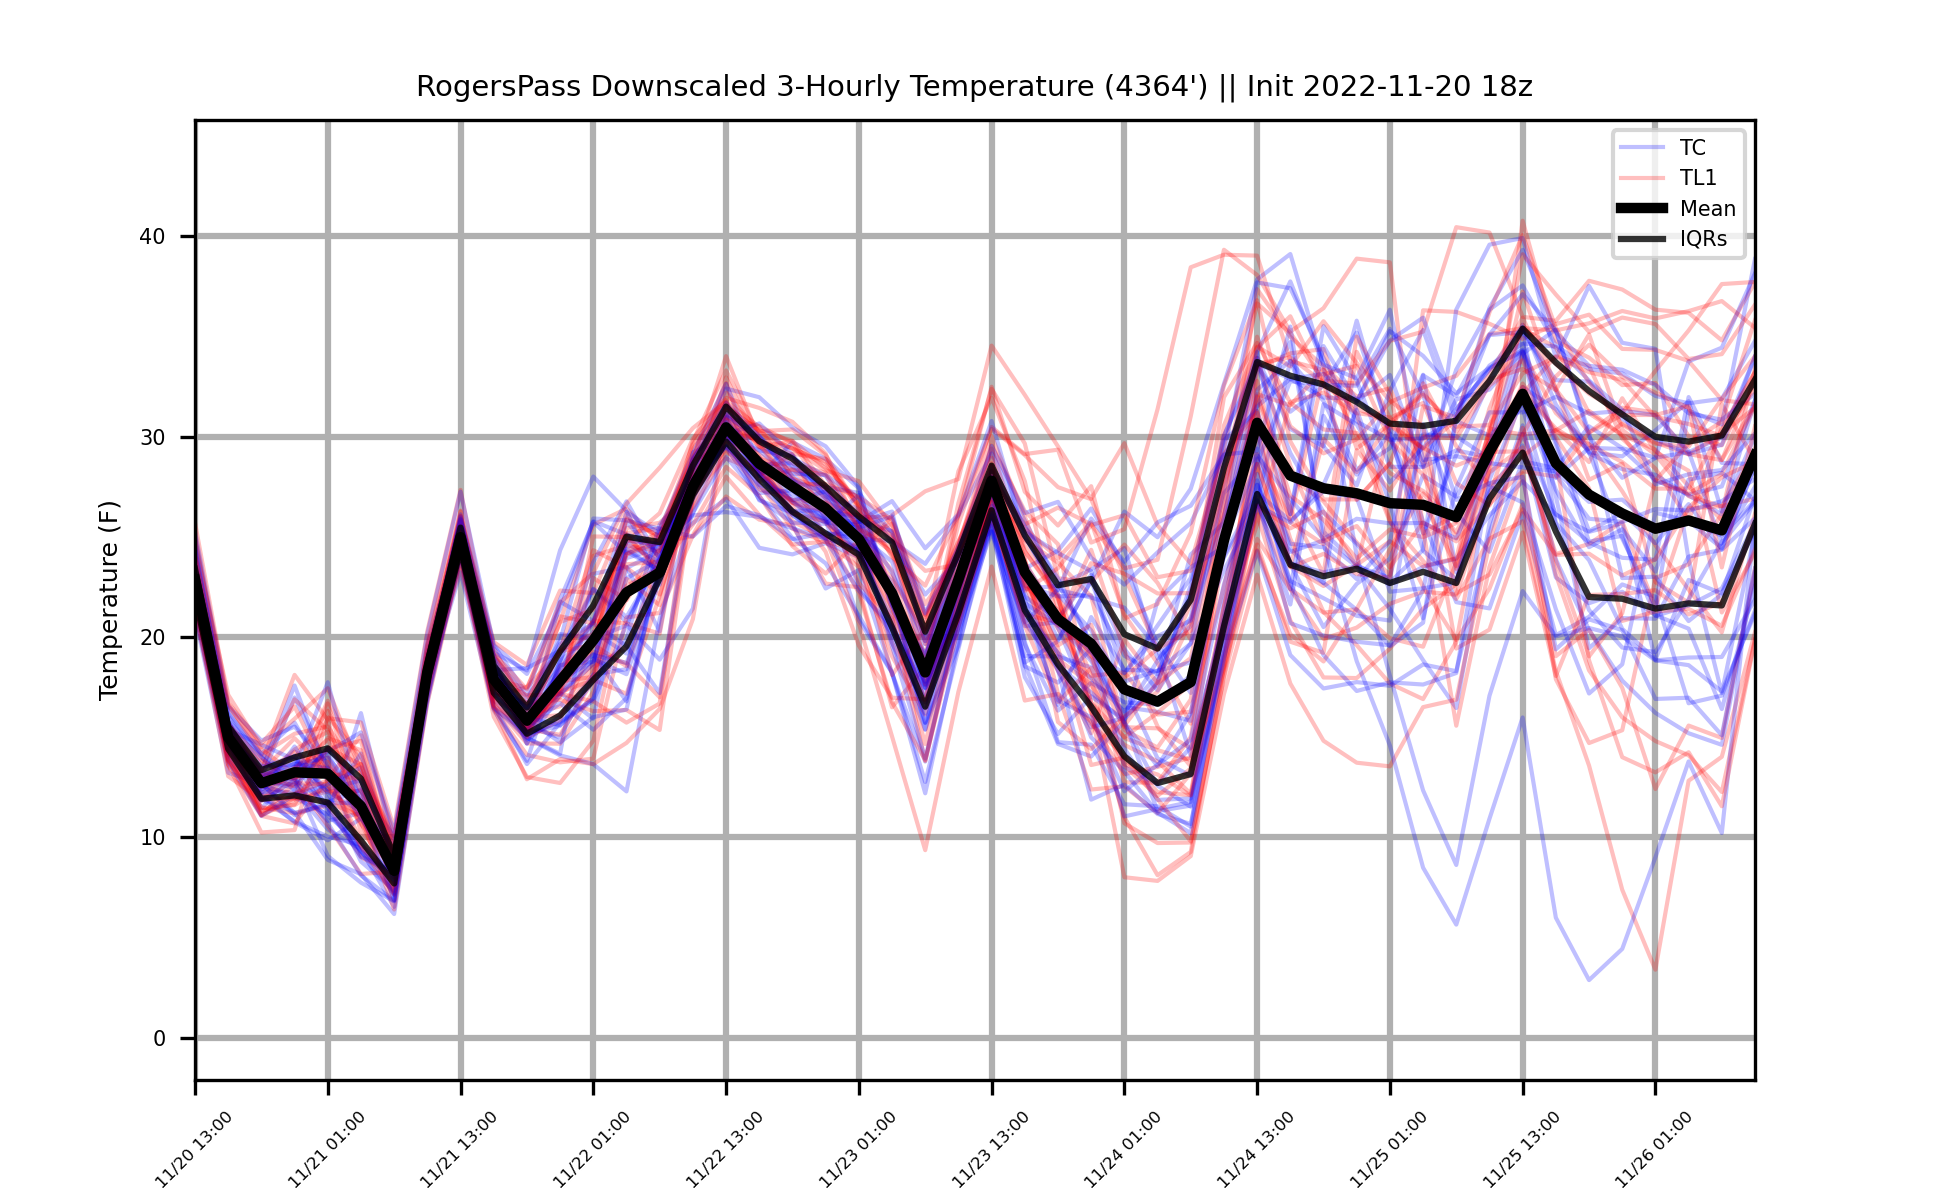 RogersPass Downscaled 3-Hourly Temperature (4364') || Init 2022-11-20 18z
TC
TL1
Mean
IQRs
Temperature (F)
40
30
20
10
0
11/20 13:00
11/21 01:00
11/21 13:00
11/22 01:00
11/22 13:00
11/23 01:00
11/23 13:00
11/24 01:00
11/24 13:00
11/25 01:00
11/25 13:00
11/26 01:00